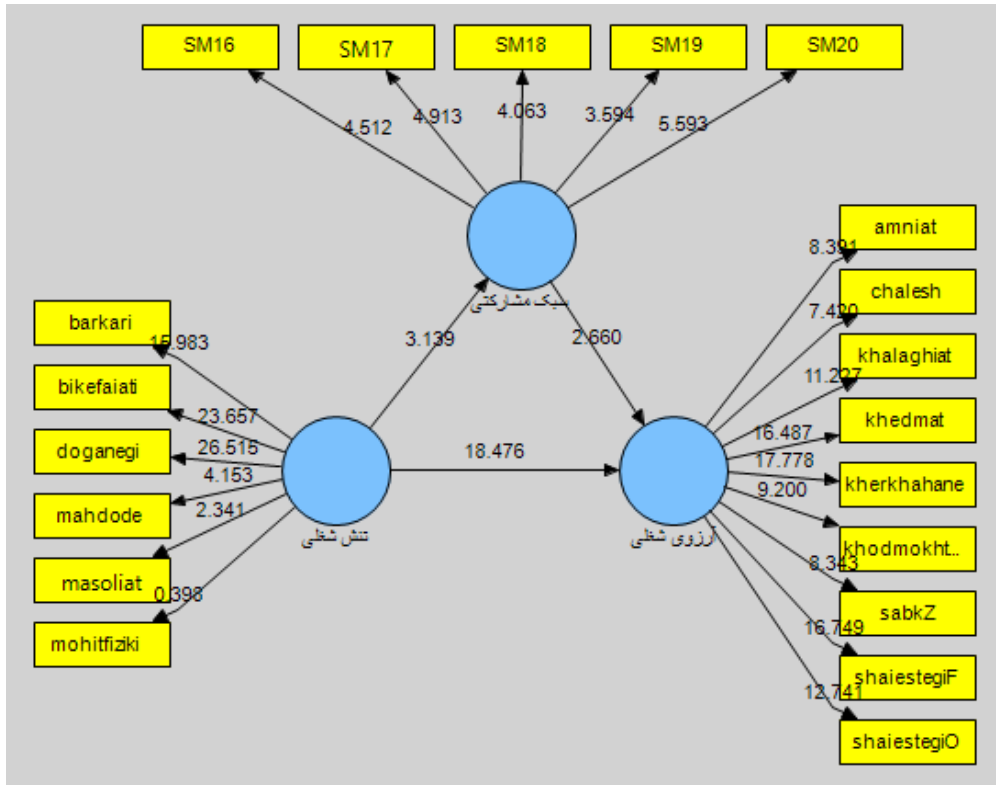 SM16
SM17
SM18
SM19
SM20
4.512
4.913
4.063
3.594
5.593
سبک مشارکتی
3.139
2.660
18.476
تنش شغلی
آرزوی شغلی
barkari
bikefaiati
doganegi
mahdode
masoliat
mohitfiziki
15.983
23.657
26.515
4.153
2.341
0.398
amniat
chalesh
khalaghiat
khedmat
kherkhahane
khodmokht..
sabkZ
shaiestegiF
shaiestegiO
8.391
7.420
11.227
16.487
17.778
9.200
8.343
16.749
12.741